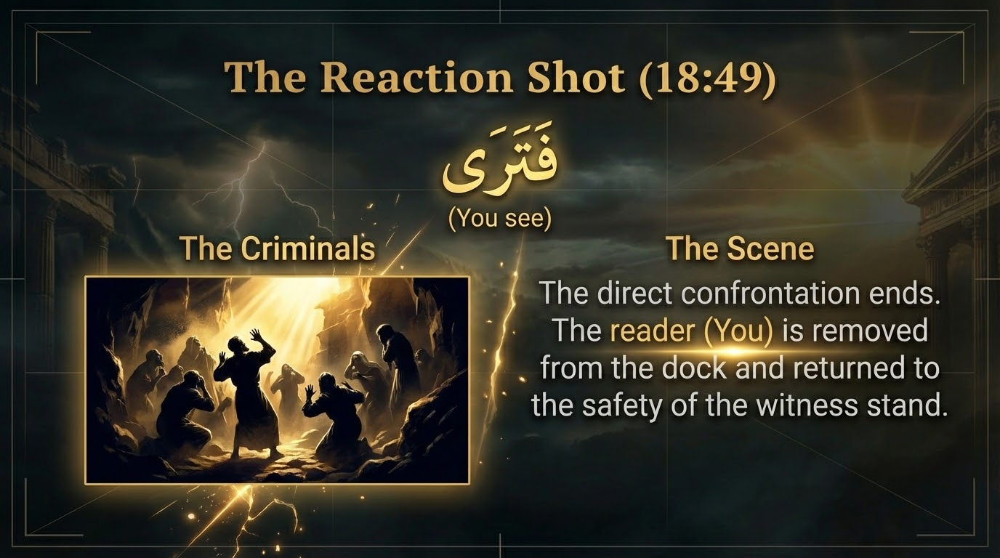 The Reaction Shot (18:49)
فَتَرَى
(You see)
The Criminals
The Scene
The direct confrontation ends.
The reader (You) is removed
from the dock and returned to
the safety of the witness stand.